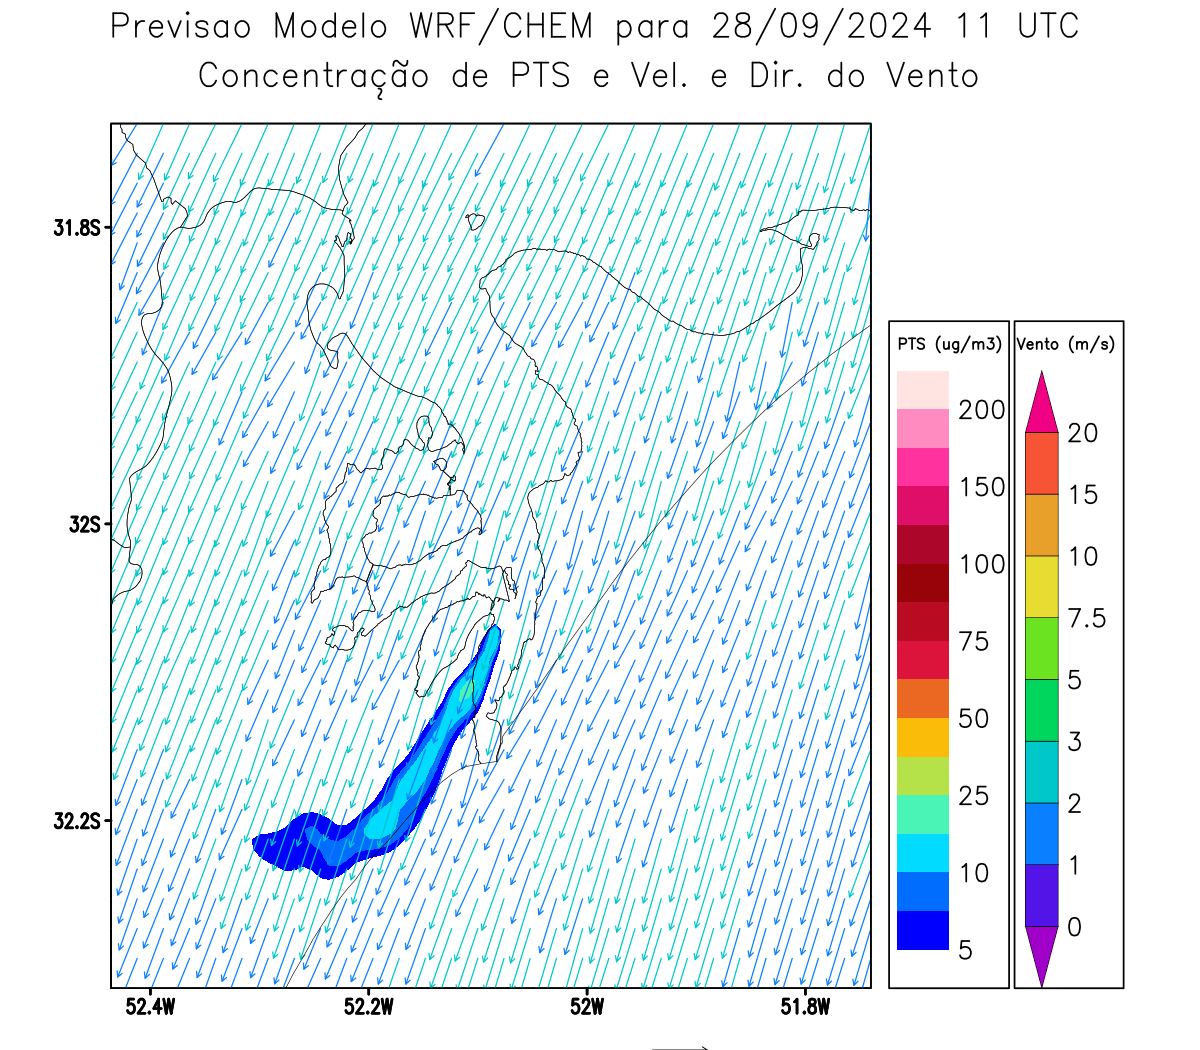 Previsao Modelo WRF/CHEM para 28/09/2024 11 UTC
Concentração de PTS e Vel. e Dir. do Vento
31.8S
32S
32.2S
52.4W
52.2W
52W
51.8W
PTS (ug/m3)
200
150
100
75
50
25
10
5
Vento (m/s)
20
15
10
7.5
5
3
2
1
0